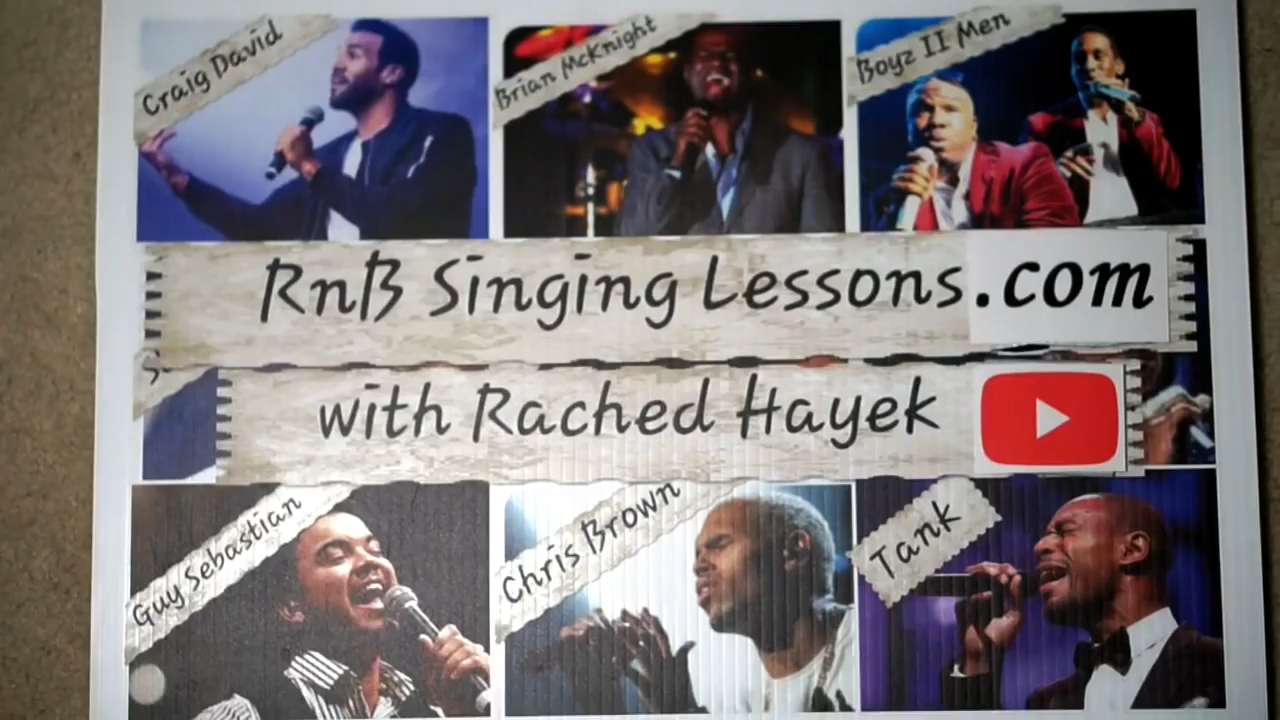 Craig David
Brian McKnight
Boyz II Men
RnB Singing Lessons.com
with Rached Hayek
Guy Sebastian
Chris Brown
Tank